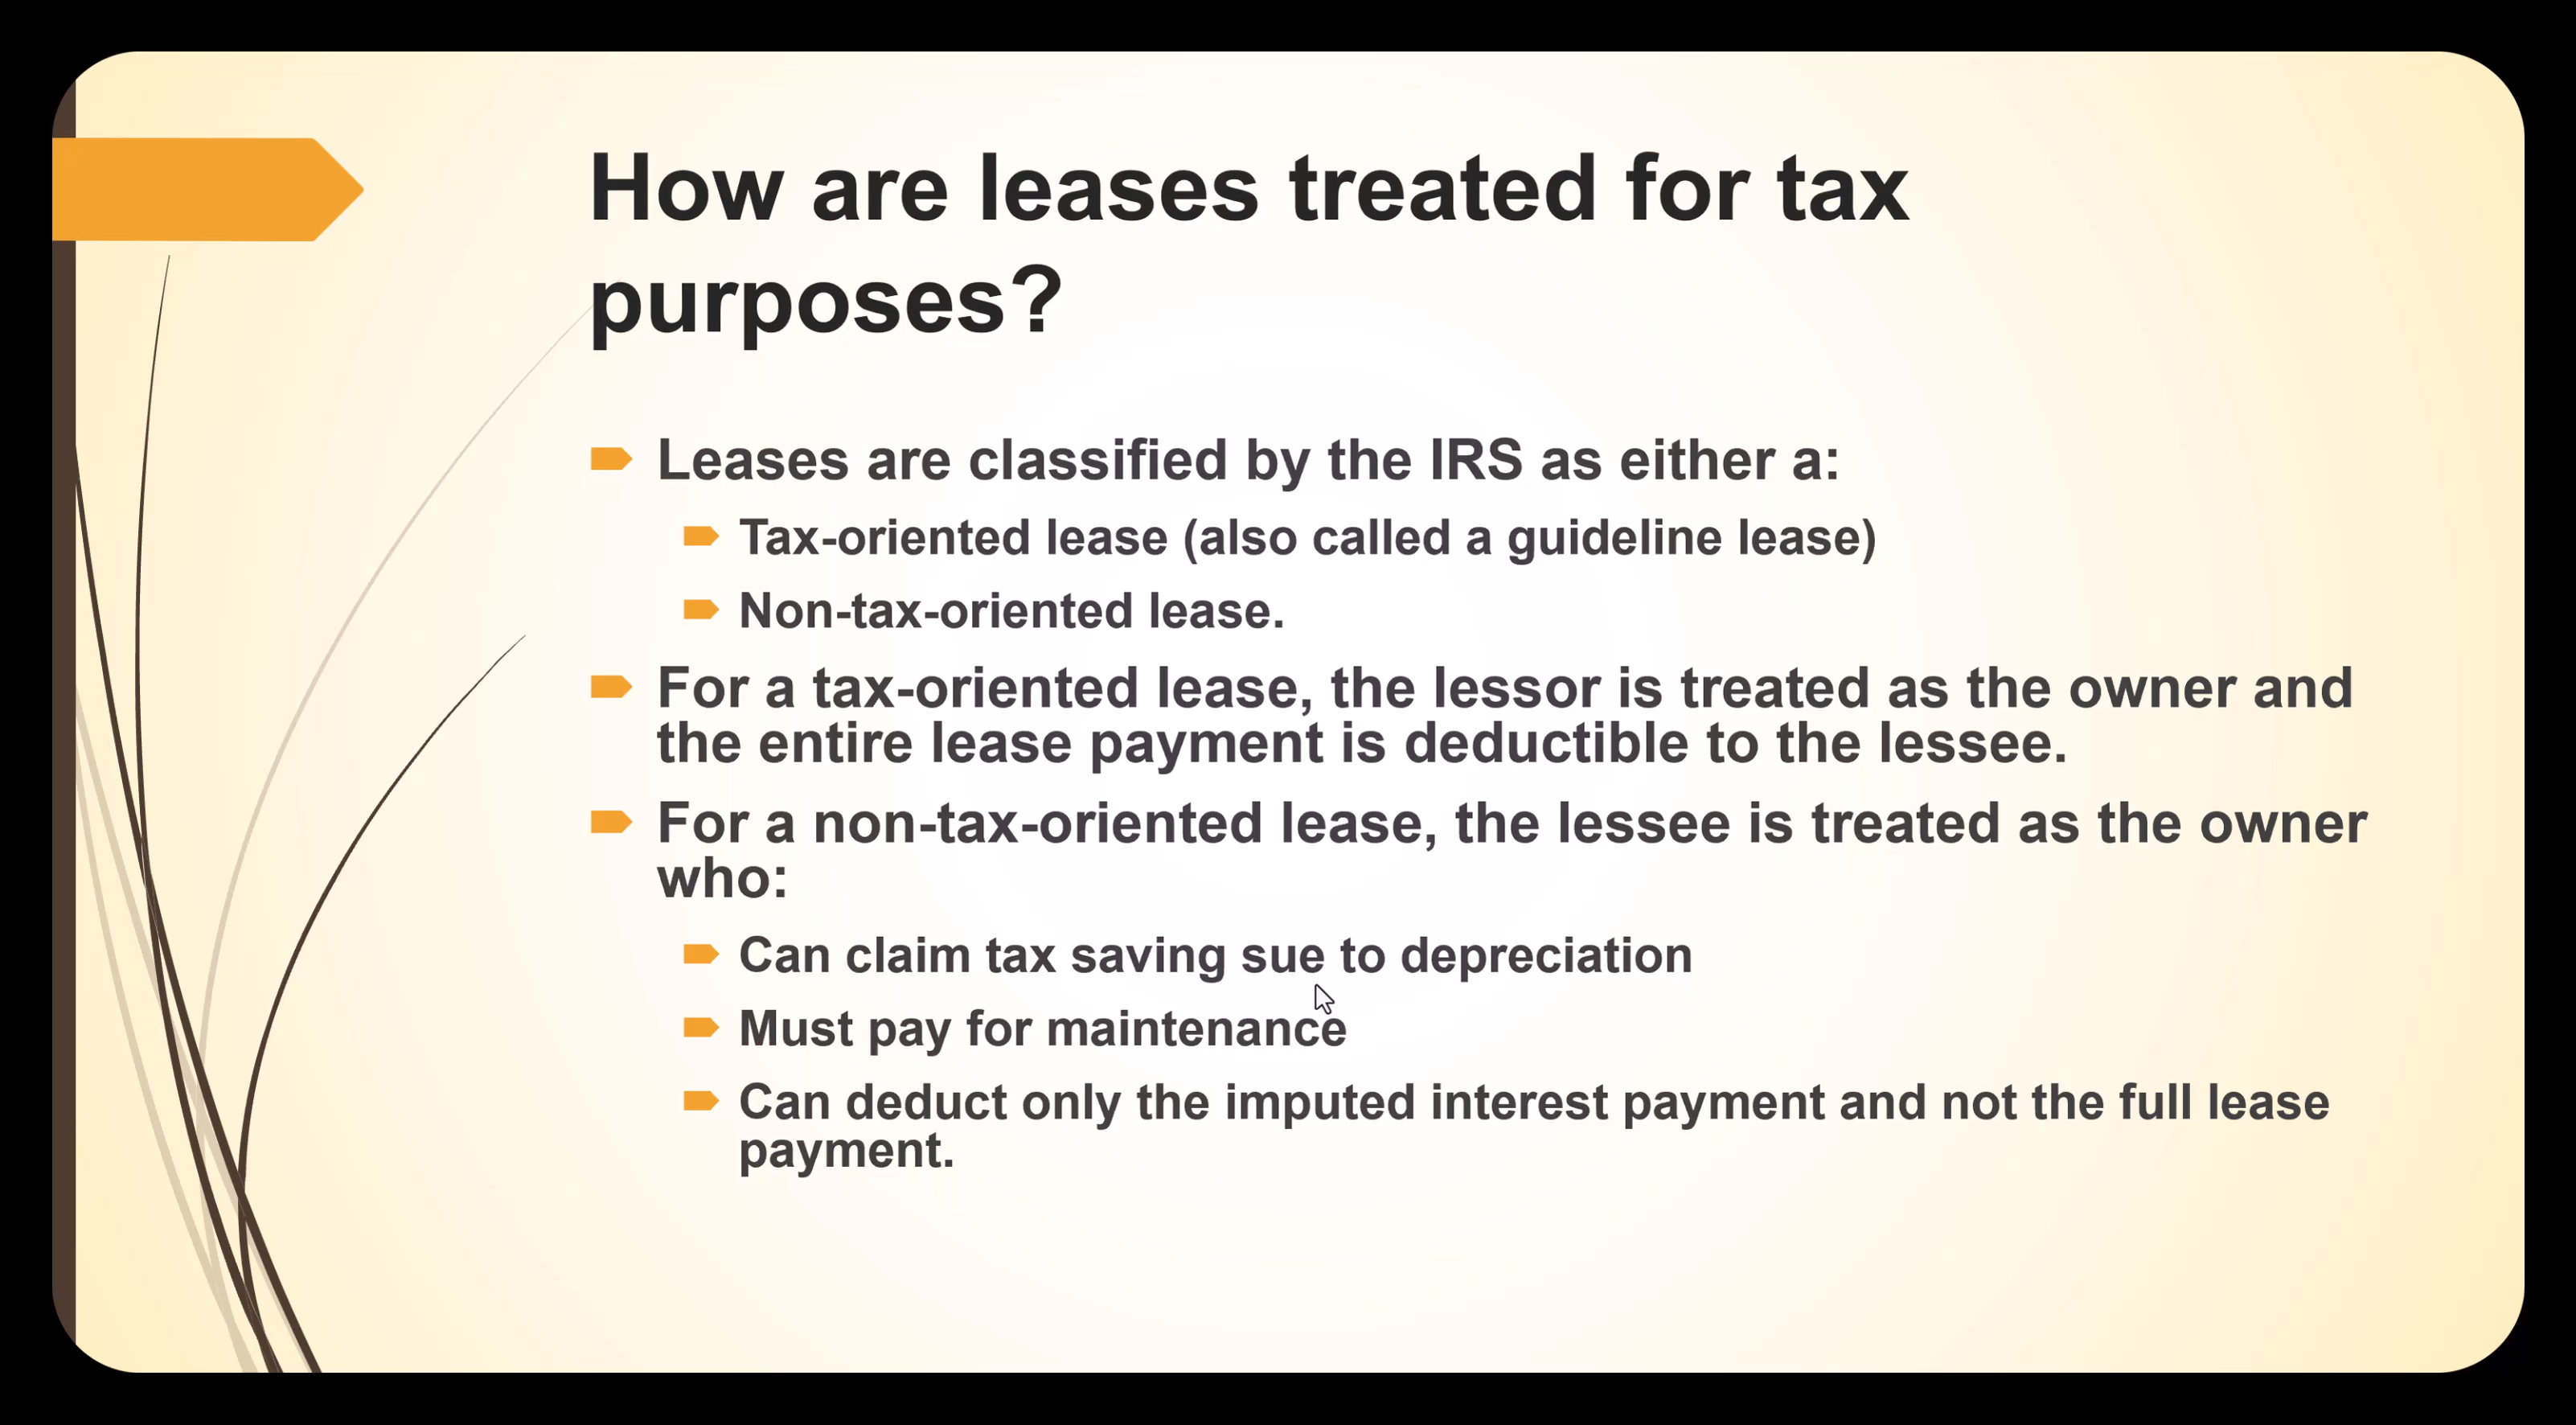 How are leases treated for tax
purposes?
Leases are classified by the IRS as either a:
Tax-oriented lease (also called a guideline lease)
Non-tax-oriented lease.
For a tax-oriented lease, the lessor is treated as the owner and
the entire lease payment is deductible to the lessee.
For a non-tax-oriented lease, the lessee is treated as the owner
who:
Can claim tax saving sue to depreciation
Must pay for maintenance
Can deduct only the imputed interest payment and not the full lease
payment.